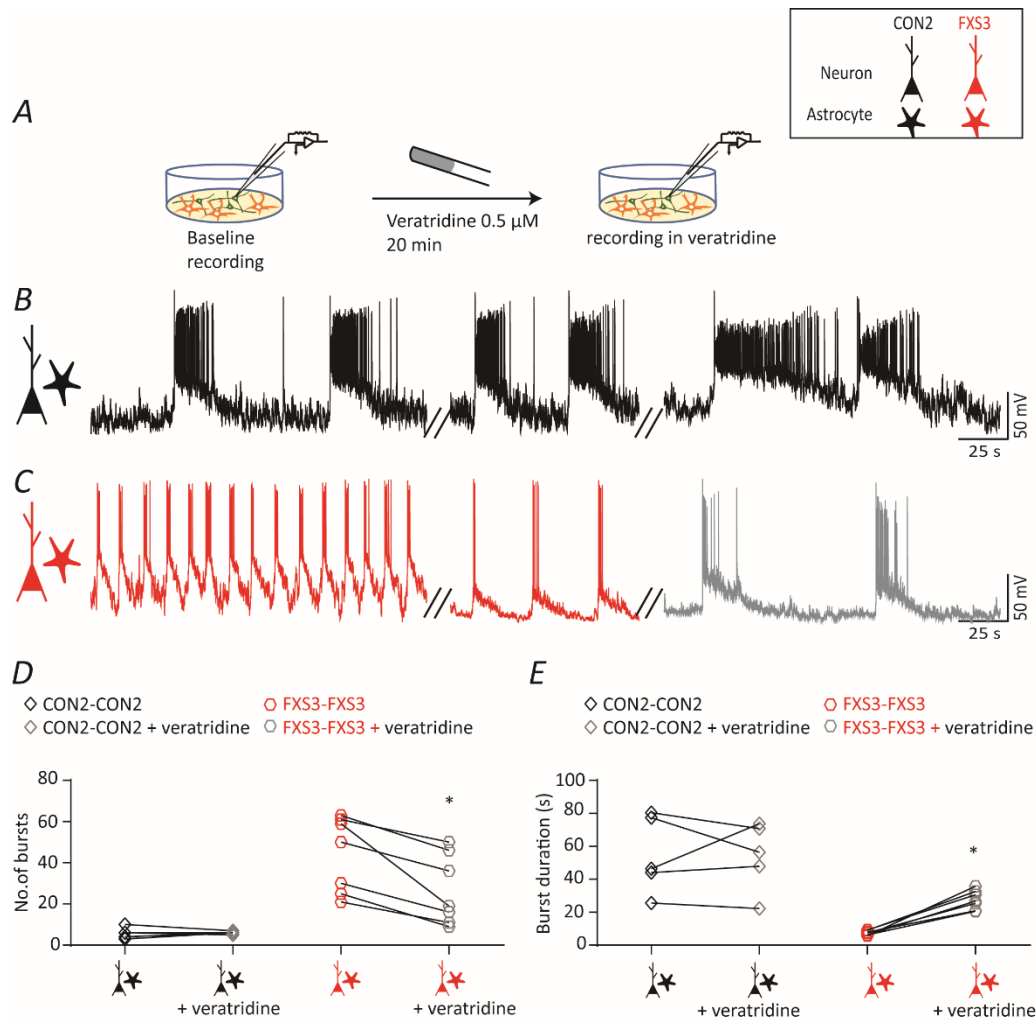 CON2 FXS3
Neuron
Astrocyte
A
Baseline
recording
Veratridine 0.5 µM
20 min
recording in veratridine
B
50 mV
25 s
C
50 mV
25 s
D
CON2-CON2 FXS3-FXS3
CON2-CON2 + veratridine FXS3-FXS3 + veratridine
80
60
40
20
0
No.of bursts
*
+ veratridine + veratridine
E
CON2-CON2 FXS3-FXS3
CON2-CON2 + veratridine FXS3-FXS3 + veratridine
100
80
60
40
20
0
Burst duration (s)
*
+ veratridine + veratridine